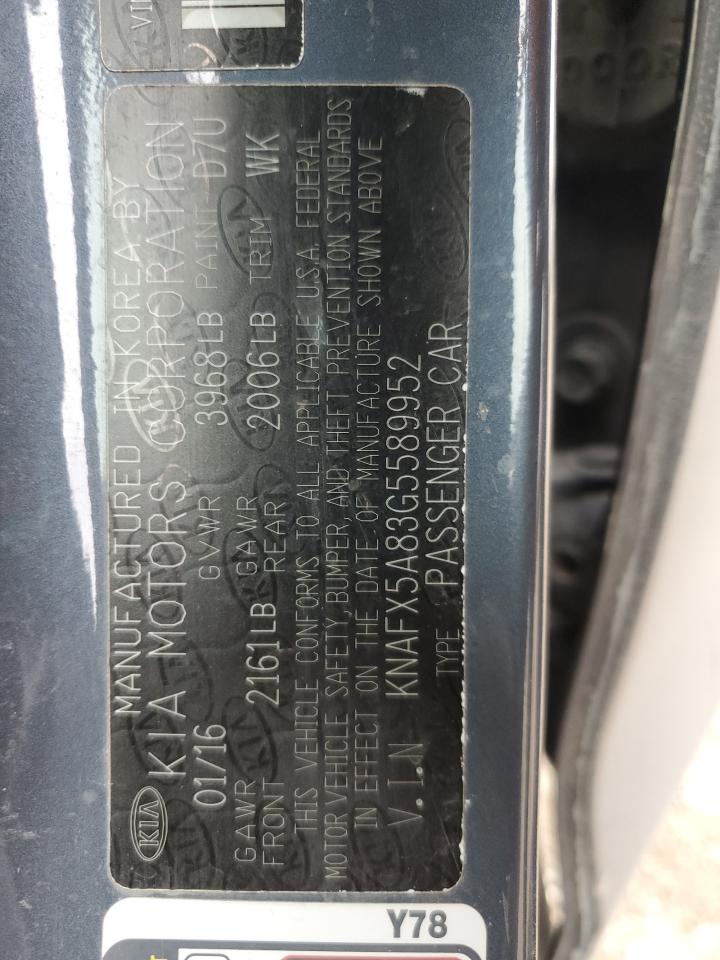 VI
KIA MANUFACTURED IN KOREA BY
KIA MOTORS CORPORATION
01/16 GVWR 3968LB PAINT D7U
GAWR FRONT 2161LB GAWR REAR 2006LB TRIM WK
THIS VEHICLE CONFORMS TO ALL APPLICABLE U.S.A. FEDERAL
MOTOR VEHICLE SAFETY, BUMPER, AND THEFT PREVENTION STANDARDS
IN EFFECT ON THE DATE OF MANUFACTURE SHOWN ABOVE
V.I.N KNAFX5A83G5589952
TYPE PASSENGER CAR
Y78